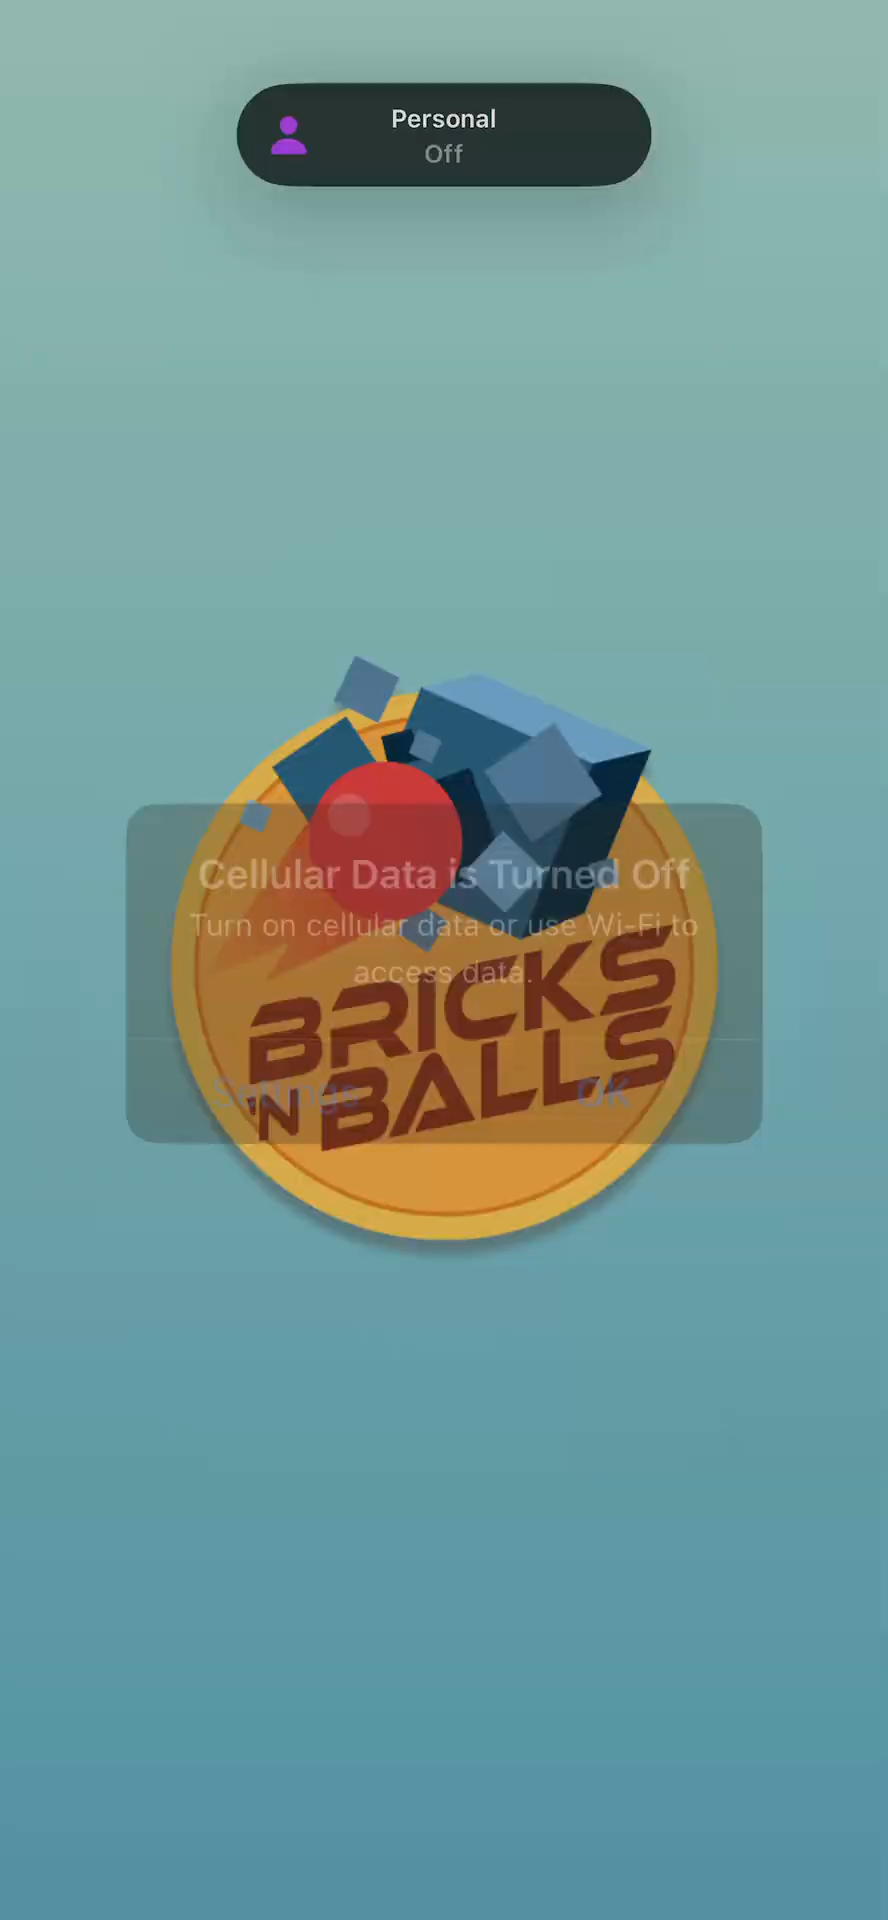 Personal
Off
Cellular Data is Turned Off
Turn on cellular data or use Wi-Fi to
access data.
BRICKS
'N BALLS
Settings
OK